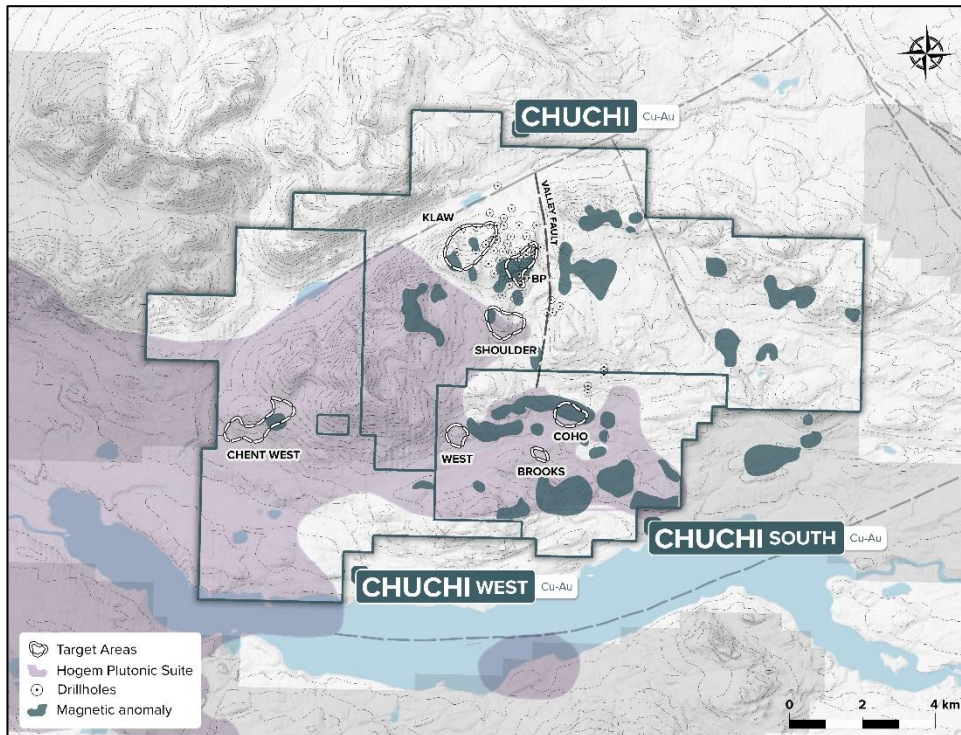 CHUCHI Cu-Au
KLAW
VALLEY FAULT
BP
SHOULDER
CHENT WEST
WEST
COHO
BROOKS
CHUCHI SOUTH Cu-Au
CHUCHI WEST Cu-Au
Target Areas
Hogem Plutonic Suite
Drillholes
Magnetic anomaly
0 2 4 km